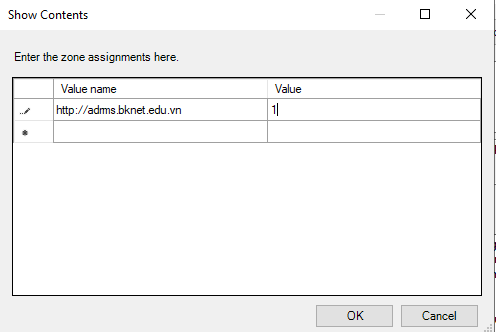 Show Contents
Enter the zone assignments here.
Value name Value
http://adms.bknet.edu.vn 1
OK Cancel